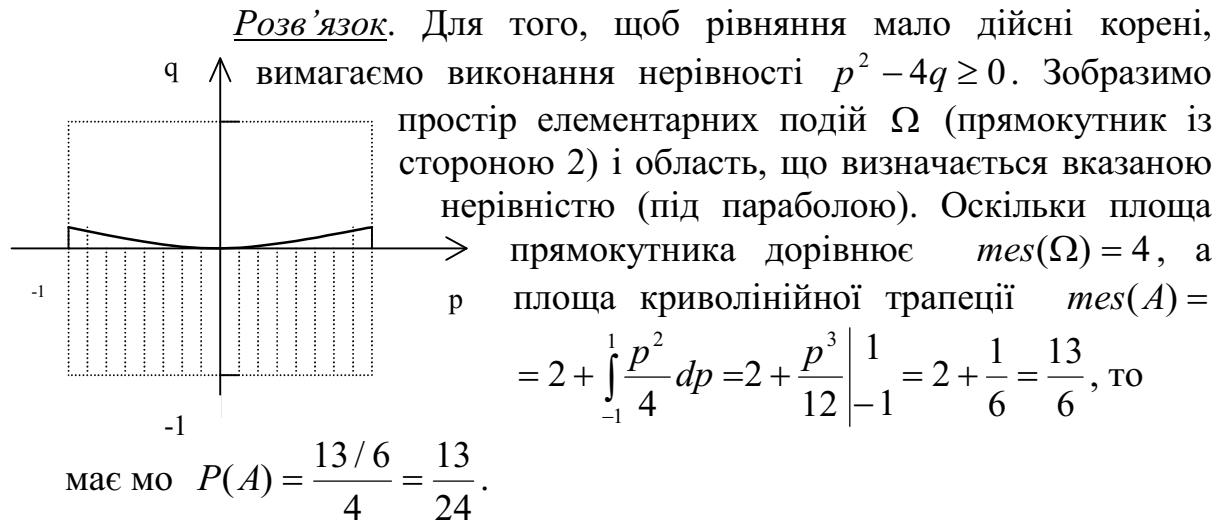 Розв’язок. Для того, щоб рівняння мало дійсні корені,
q вимагаємо виконання нерівності p² − 4q ≥ 0. Зобразимо
простір елементарних подій Ω (прямокутник із
стороною 2) і область, що визначається вказаною
нерівністю (під параболою). Оскільки площа
прямокутника дорівнює mes(Ω) = 4, а
-1 p площа криволінійної трапеції mes(A) =
= 2 + ∫₋₁¹ p²/4 dp =2 + p³/12 |₋₁¹ = 2 + 1/6 = 13/6, то
-1
має мо P(A) = (13/6)/4 = 13/24.